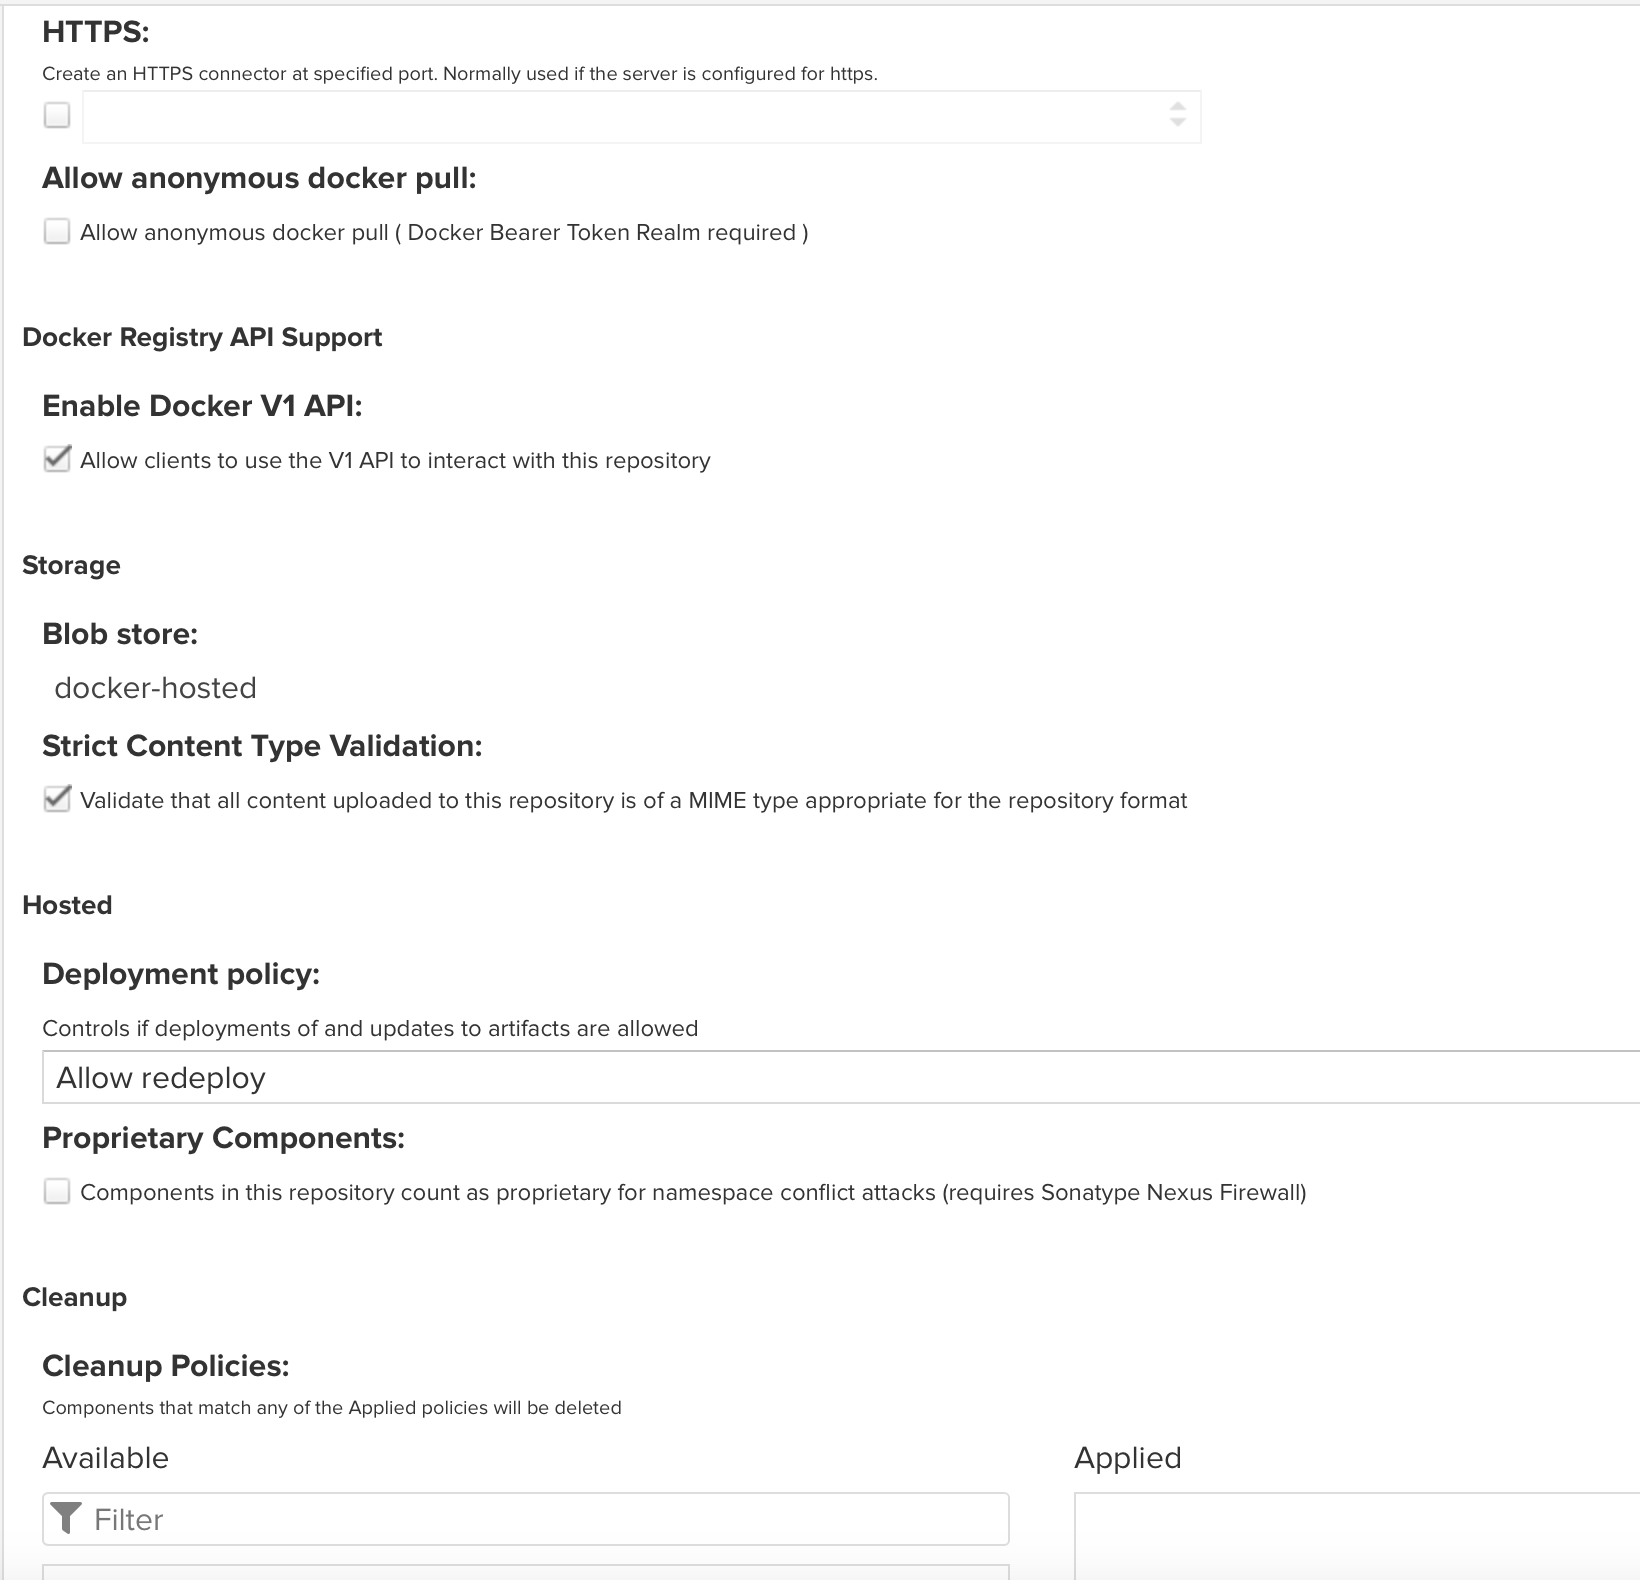 HTTPS:
Create an HTTPS connector at specified port. Normally used if the server is configured for https.
Allow anonymous docker pull:
Allow anonymous docker pull ( Docker Bearer Token Realm required )
Docker Registry API Support
Enable Docker V1 API:
Allow clients to use the V1 API to interact with this repository
Storage
Blob store:
docker-hosted
Strict Content Type Validation:
Validate that all content uploaded to this repository is of a MIME type appropriate for the repository format
Hosted
Deployment policy:
Controls if deployments of and updates to artifacts are allowed
Allow redeploy
Proprietary Components:
Components in this repository count as proprietary for namespace conflict attacks (requires Sonatype Nexus Firewall)
Cleanup
Cleanup Policies:
Components that match any of the Applied policies will be deleted
Available
Applied
Filter